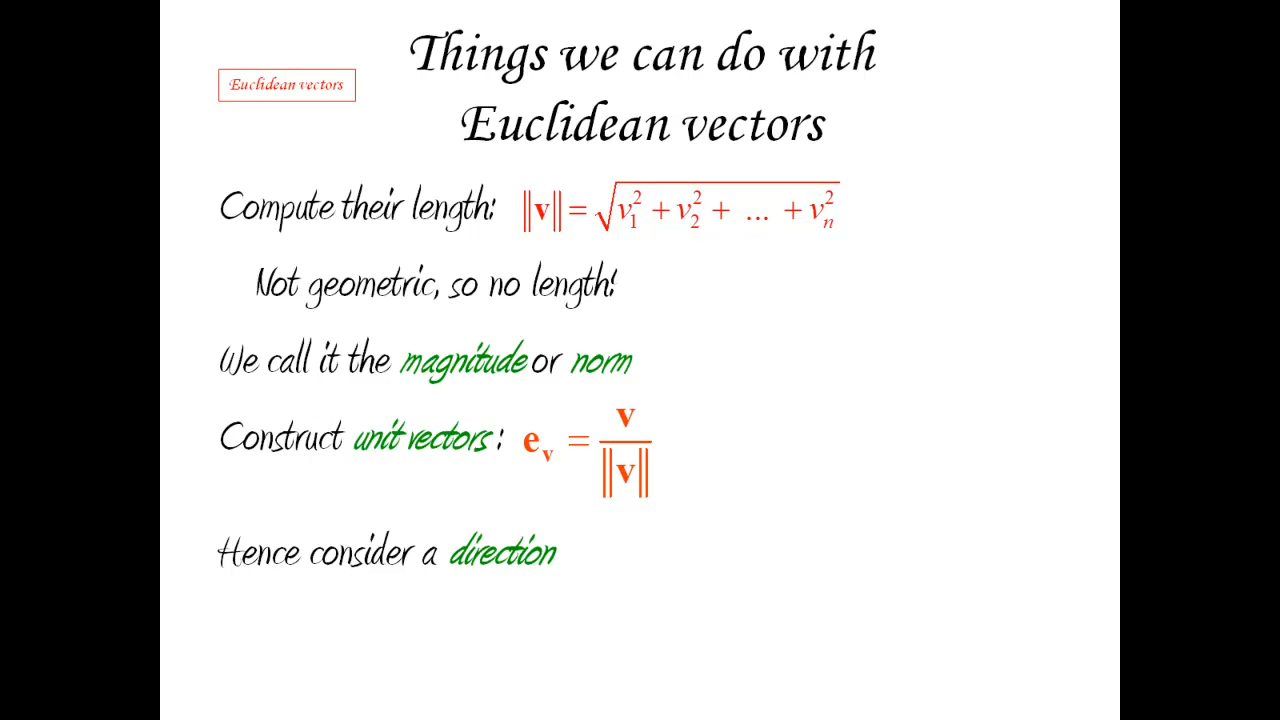 Things we can do with
Euclidean vectors
Euclidean vectors
Compute their length: ‖v‖ = √(v₁² + v₂² + ... + vₙ²)
Not geometric, so no length!
We call it the magnitude or norm
Construct unit vectors: e_v = v / ‖v‖
Hence consider a direction